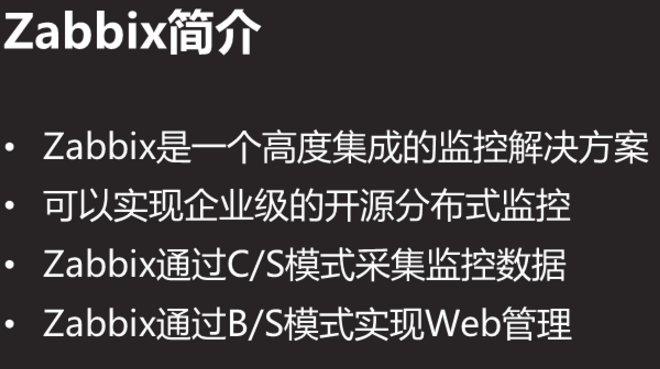 Zabbix简介
• Zabbix是一个高度集成的监控解决方案
• 可以实现企业级的开源分布式监控
• Zabbix通过C/S模式采集监控数据
• Zabbix通过B/S模式实现Web管理